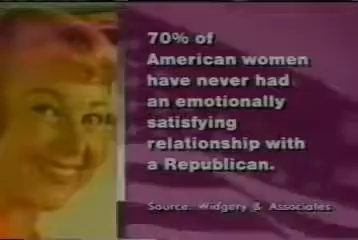 70% of
American women
have never had
an emotionally
satisfying
relationship with
a Republican.
Source: Widgery & Associates